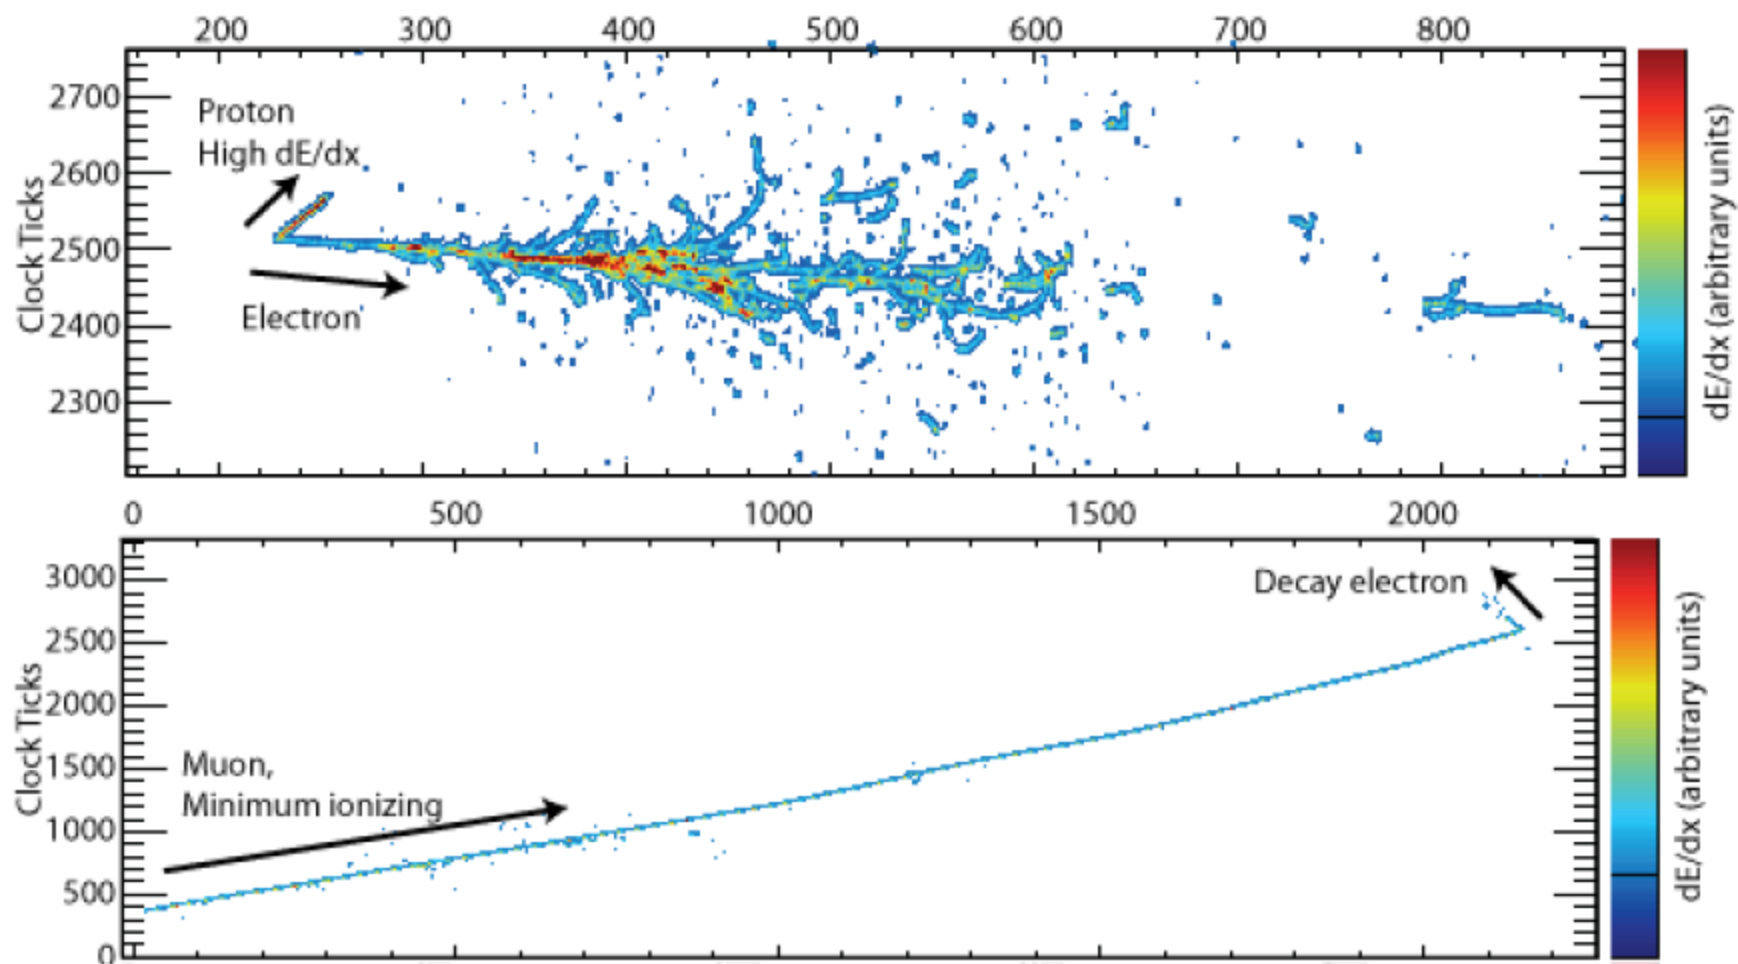 200 300 400 500 600 700 800
2700
2600
2500
2400
2300
Clock Ticks
Proton
High dE/dx
Electron
dE/dx (arbitrary units)
0 500 1000 1500 2000
3000
2500
2000
1500
1000
500
0
Clock Ticks
Decay electron
Muon,
Minimum ionizing
dE/dx (arbitrary units)